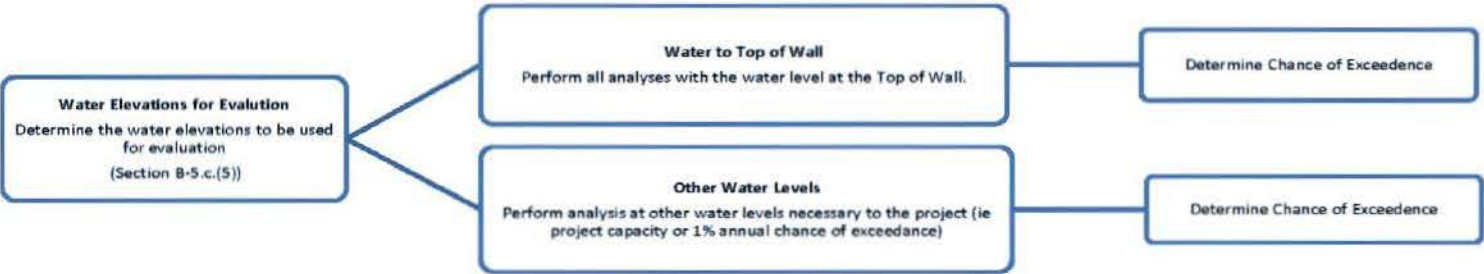 Water Elevations for Evalution
Determine the water elevations to be used
for evaluation
(Section B-5.c.(5))
Water to Top of Wall
Perform all analyses with the water level at the Top of Wall.
Determine Chance of Exceedence
Other Water Levels
Perform analysis at other water levels necessary to the project (ie
project capacity or 1% annual chance of exceedance)
Determine Chance of Exceedence